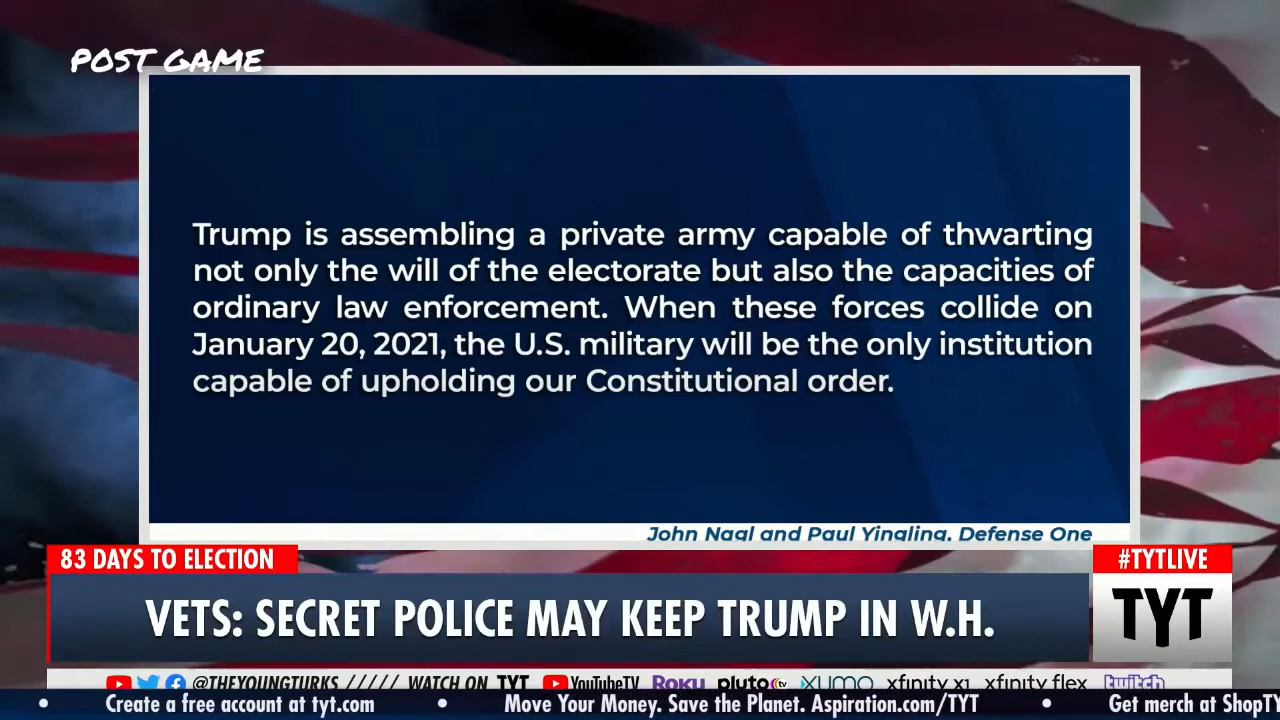 POST GAME
Trump is assembling a private army capable of thwarting
not only the will of the electorate but also the capacities of
ordinary law enforcement. When these forces collide on
January 20, 2021, the U.S. military will be the only institution
capable of upholding our Constitutional order.
John Nagl and Paul Yingling, Defense One
83 DAYS TO ELECTION
#TYTLIVE
VETS: SECRET POLICE MAY KEEP TRUMP IN W.H.
TYT
@THEYOUNGTURKS ///// WATCH ON TYT YouTubeTV Roku pluto tv xumo xfinity x1 xfinity flex twitch
• Create a free account at tyt.com • Move Your Money. Save the Planet. Aspiration.com/TYT • Get merch at ShopTY